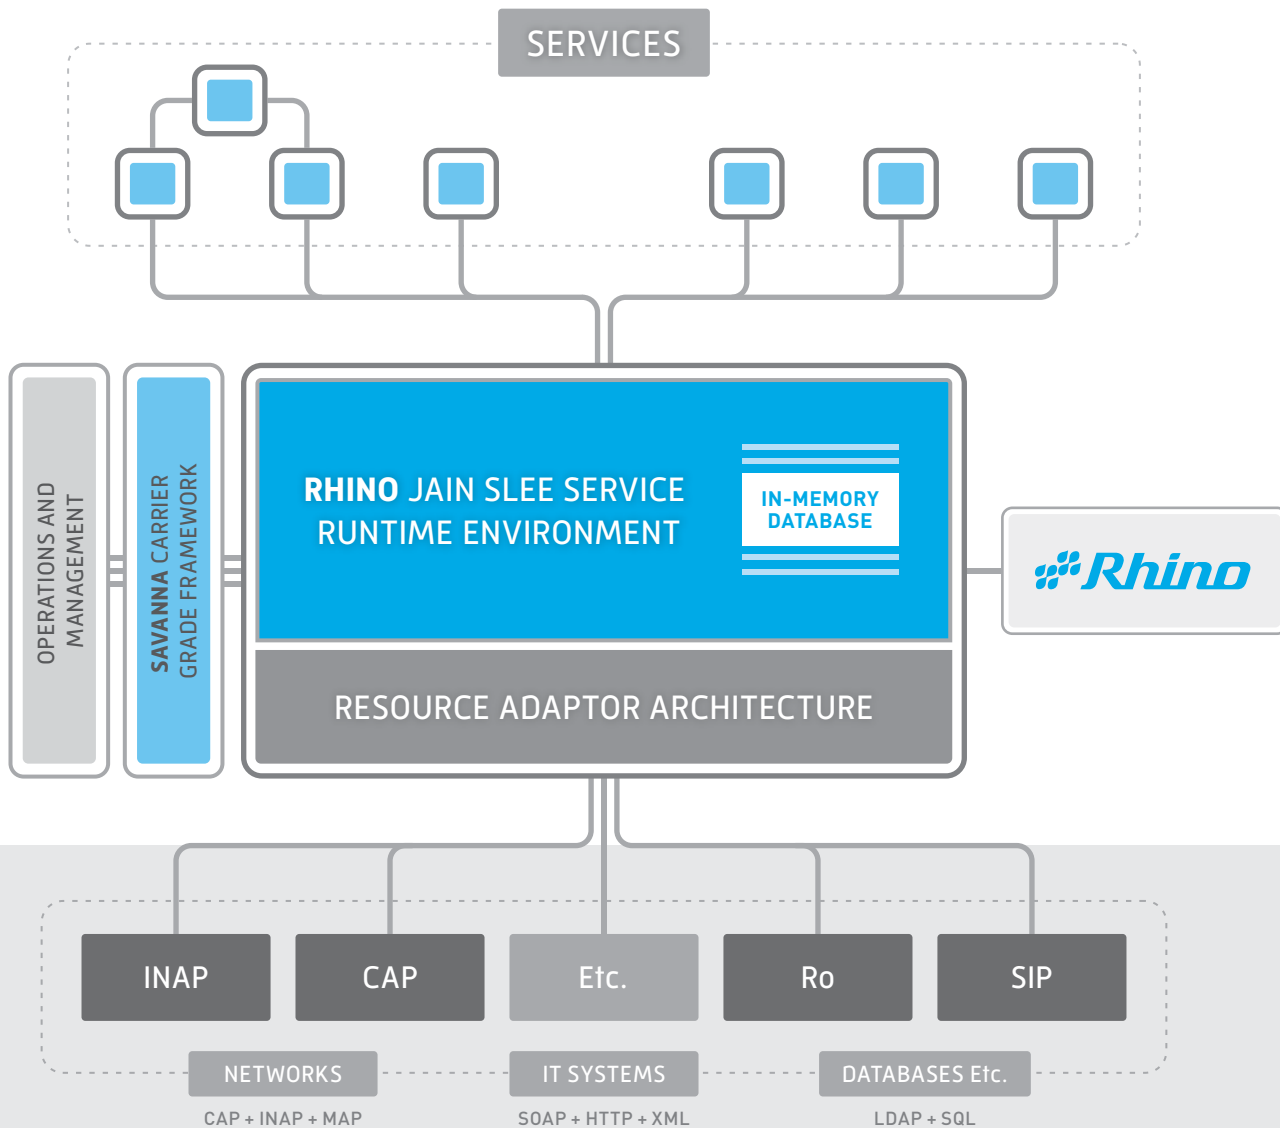 SERVICES
OPERATIONS AND
MANAGEMENT
SAVANNA CARRIER
GRADE FRAMEWORK
RHINO JAIN SLEE SERVICE
RUNTIME ENVIRONMENT
IN-MEMORY
DATABASE
Rhino
RESOURCE ADAPTOR ARCHITECTURE
INAP
CAP
Etc.
Ro
SIP
NETWORKS
IT SYSTEMS
DATABASES Etc.
CAP + INAP + MAP
SOAP + HTTP + XML
LDAP + SQL